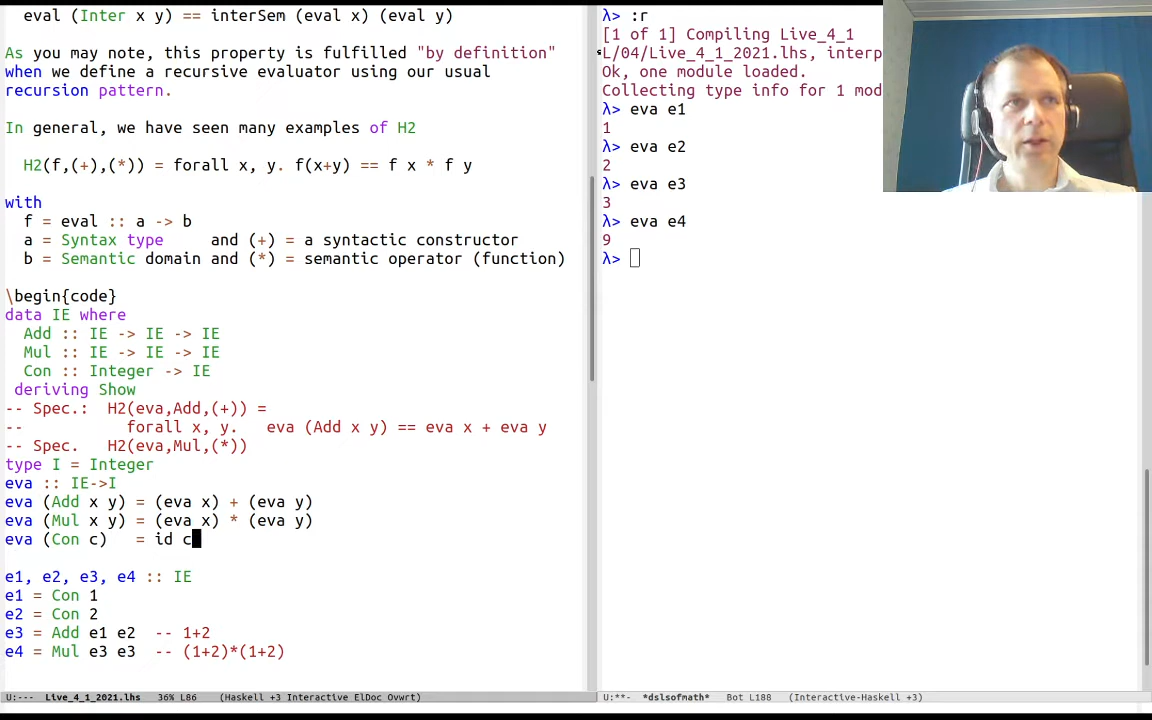 eval (Inter x y) == interSem (eval x) (eval y)
As you may note, this property is fulfilled "by definition"
when we define a recursive evaluator using our usual
recursion pattern.
In general, we have seen many examples of H2
H2(f,(+),(*)) = forall x, y. f(x+y) == f x * f y
with
f = eval :: a -> b
a = Syntax type     and (+) = a syntactic constructor
b = Semantic domain and (*) = semantic operator (function)
\begin{code}
data IE where
Add :: IE -> IE -> IE
Mul :: IE -> IE -> IE
Con :: Integer -> IE
deriving Show
-- Spec.:  H2(eva,Add,(+)) =
--         forall x, y.   eva (Add x y) == eva x + eva y
-- Spec.   H2(eva,Mul,(*))
type I = Integer
eva :: IE->I
eva (Add x y) = (eva x) + (eva y)
eva (Mul x y) = (eva x) * (eva y)
eva (Con c)   = id c
e1, e2, e3, e4 :: IE
e1 = Con 1
e2 = Con 2
e3 = Add e1 e2  -- 1+2
e4 = Mul e3 e3  -- (1+2)*(1+2)
U:---  Live_4_1_2021.lhs   36% L86    (Haskell +3 Interactive ElDoc Ovwrt)
λ> :r
[1 of 1] Compiling Live_4_1
L/04/Live_4_1_2021.lhs, interp
Ok, one module loaded.
Collecting type info for 1 mod
λ> eva e1
1
λ> eva e2
2
λ> eva e3
3
λ> eva e4
9
λ>
U:**-  *dslsofmath*   Bot L188   (Interactive-Haskell +3)